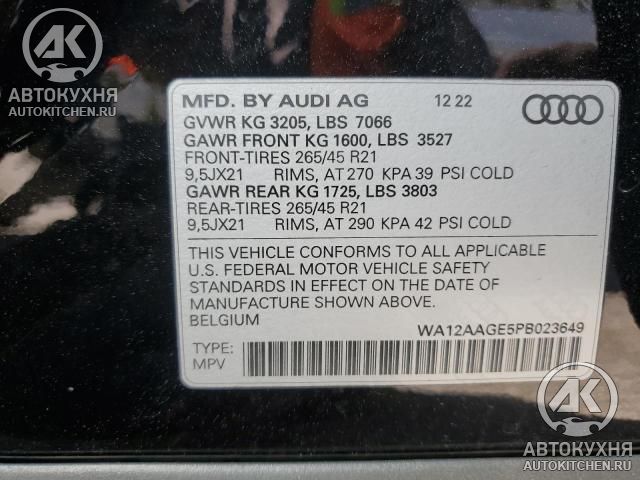 AK
АВТОКУХНЯ
AUTOKITCHEN.RU
MFD. BY AUDI AG 12 22
GVWR KG 3205, LBS 7066
GAWR FRONT KG 1600, LBS 3527
FRONT-TIRES 265/45 R21
9,5JX21 RIMS, AT 270 KPA 39 PSI COLD
GAWR REAR KG 1725, LBS 3803
REAR-TIRES 265/45 R21
9,5JX21 RIMS, AT 290 KPA 42 PSI COLD
THIS VEHICLE CONFORMS TO ALL APPLICABLE
U.S. FEDERAL MOTOR VEHICLE SAFETY
STANDARDS IN EFFECT ON THE DATE OF
MANUFACTURE SHOWN ABOVE.
BELGIUM
WA12AAGE5PB023649
TYPE:
MPV
AK
АВТОКУХНЯ
AUTOKITCHEN.RU